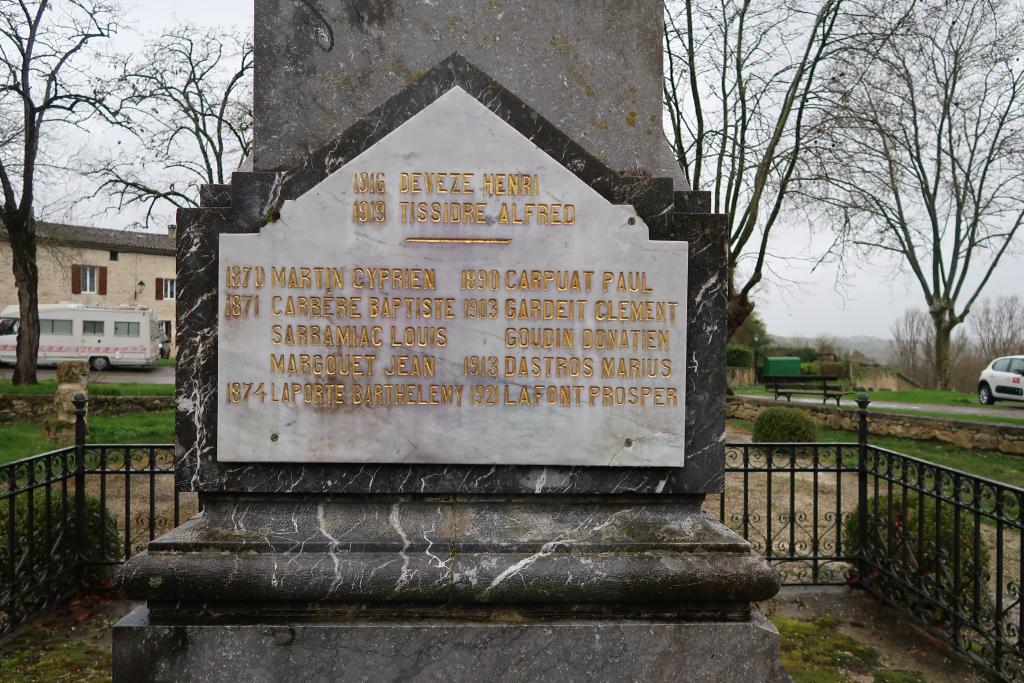 1916 DEVEZE HENRI
1919 TISSIDRE ALFRED
1870 MARTIN CYPRIEN 1890 CARPUAT PAUL
1871 CARRÉRE BAPTISTE 1903 GARDEIT CLEMENT
SARRAMIAC LOUIS GOUDIN DONATIEN
MARGOUET JEAN 1913 DASTROS MARIUS
1874 LAPORTE BARTHELEMY 1921 LAFONT PROSPER